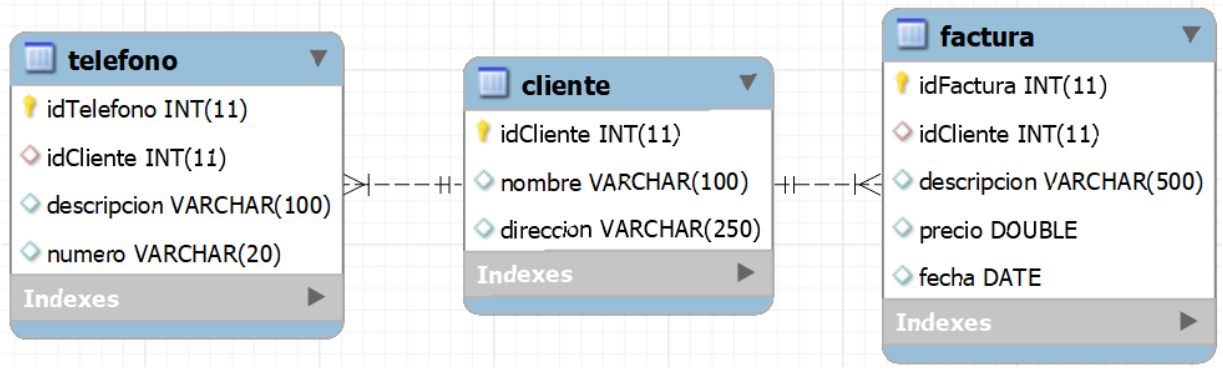 telefono
idTelefono INT(11)
idCliente INT(11)
descripcion VARCHAR(100)
numero VARCHAR(20)
Indexes
cliente
idCliente INT(11)
nombre VARCHAR(100)
direccion VARCHAR(250)
Indexes
factura
idFactura INT(11)
idCliente INT(11)
descripcion VARCHAR(500)
precio DOUBLE
fecha DATE
Indexes